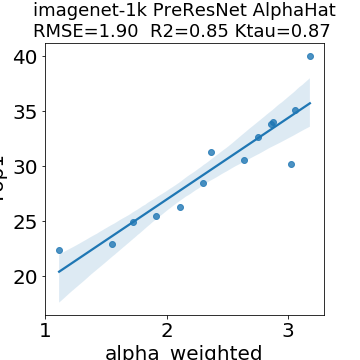 imagenet-1k PreResNet AlphaHat
RMSE=1.90 R2=0.85 Ktau=0.87
40
35
30
25
20
1 2 3
alpha_weighted